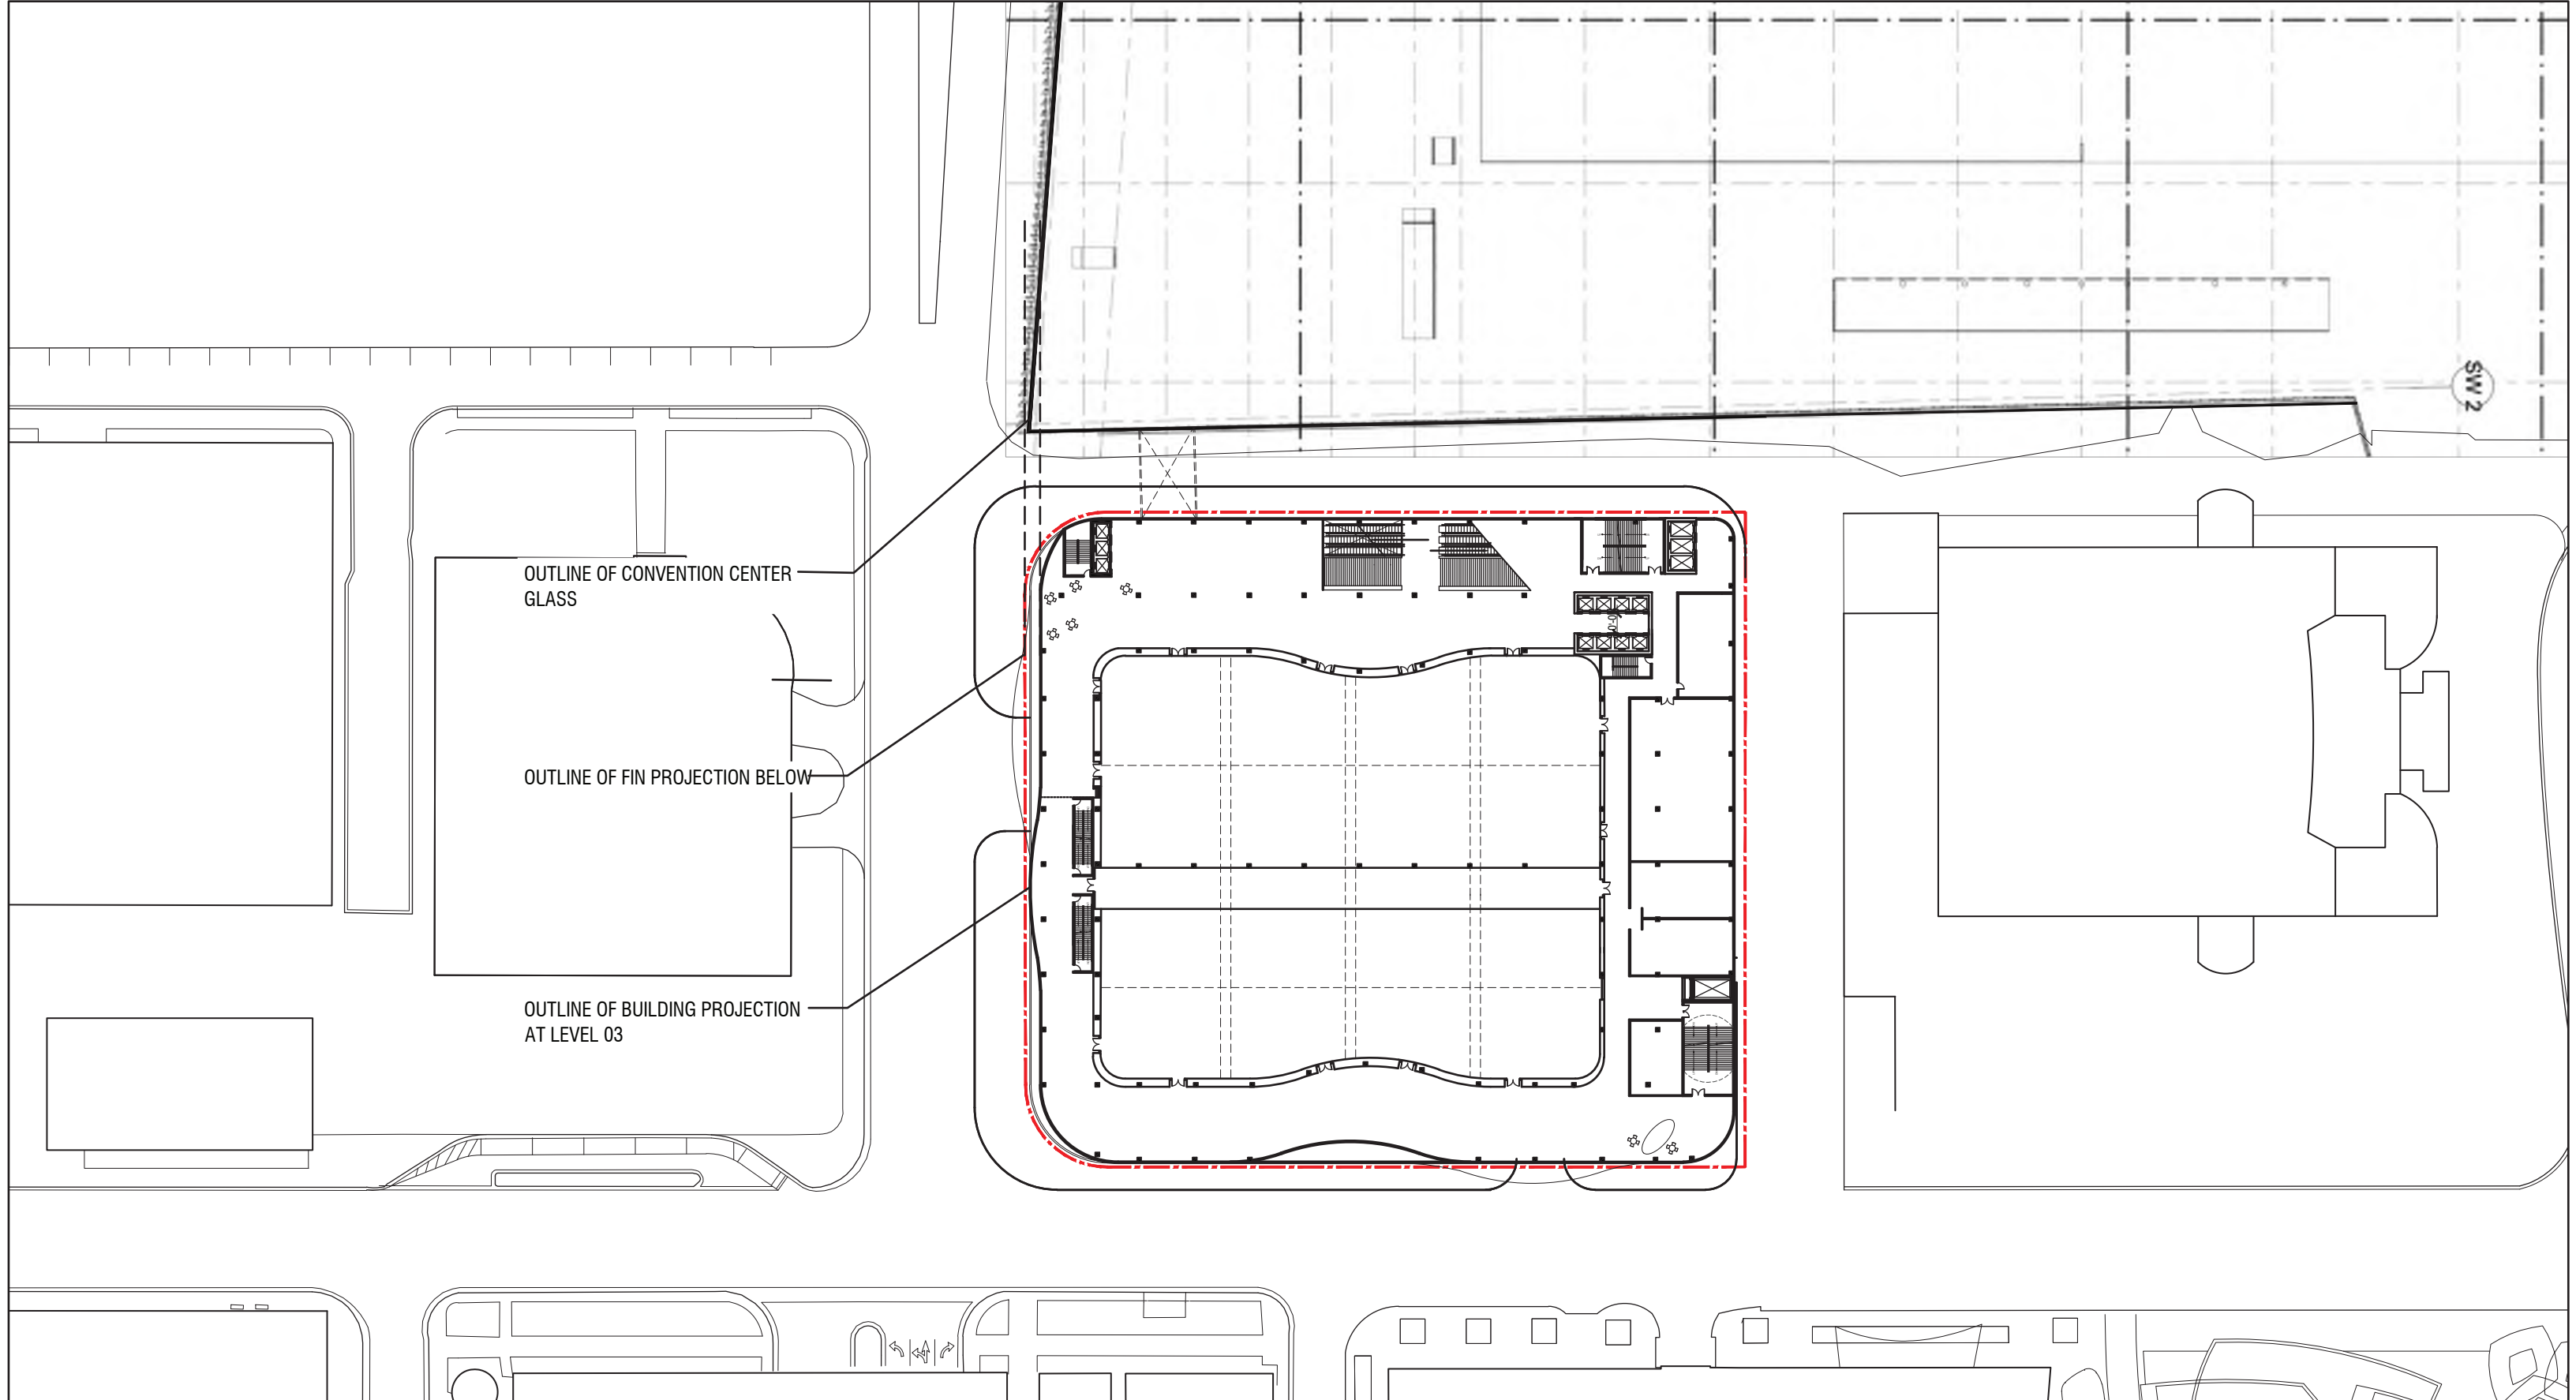 SW 2
OUTLINE OF CONVENTION CENTER
GLASS
OUTLINE OF FIN PROJECTION BELOW
OUTLINE OF BUILDING PROJECTION
AT LEVEL 03